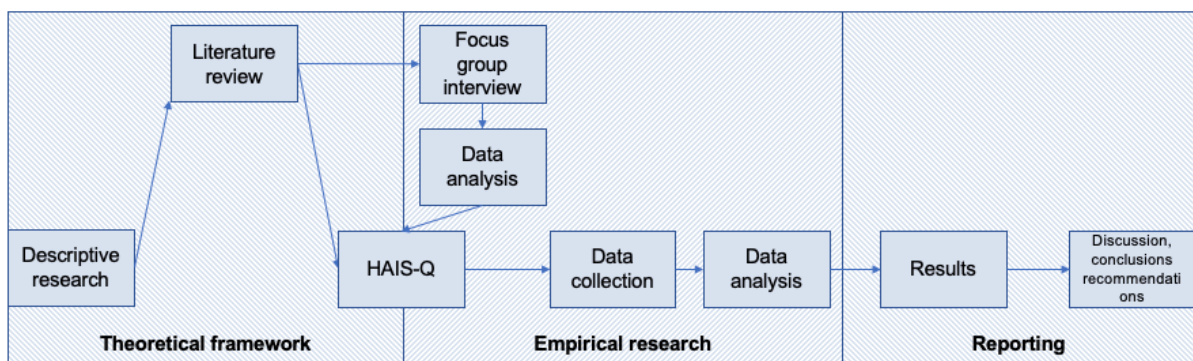 Literature
review
Focus
group
interview
Data
analysis
Descriptive
research
HAIS-Q
Data
collection
Data
analysis
Results
Discussion,
conclusions
recommendati
ons
Theoretical framework
Empirical research
Reporting